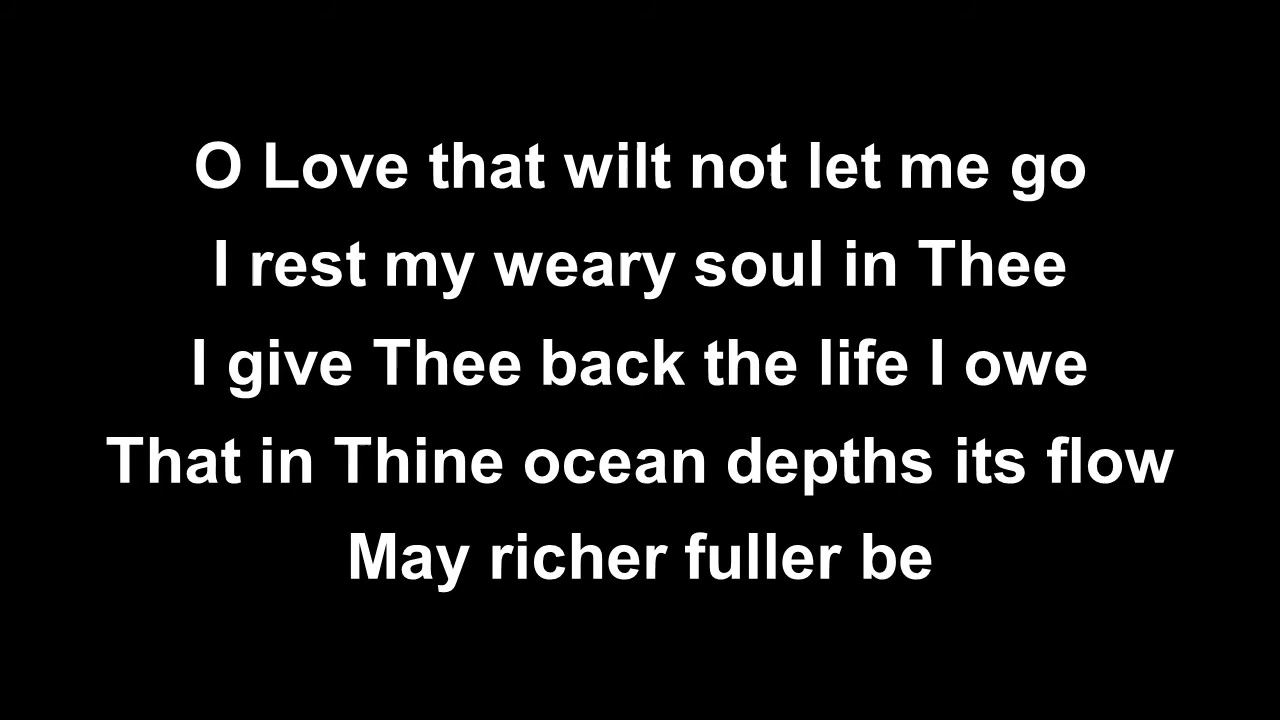 O Love that wilt not let me go
I rest my weary soul in Thee
I give Thee back the life I owe
That in Thine ocean depths its flow
May richer fuller be